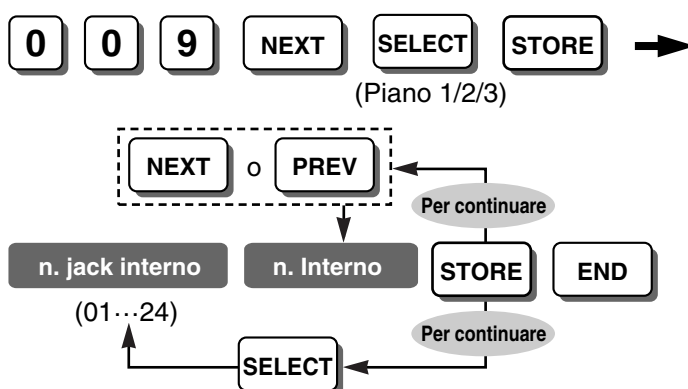 0 0 9 NEXT SELECT STORE
(Piano 1/2/3)
NEXT o PREV
Per continuare
n. jack interno n. Interno STORE END
(01···24)
Per continuare
SELECT